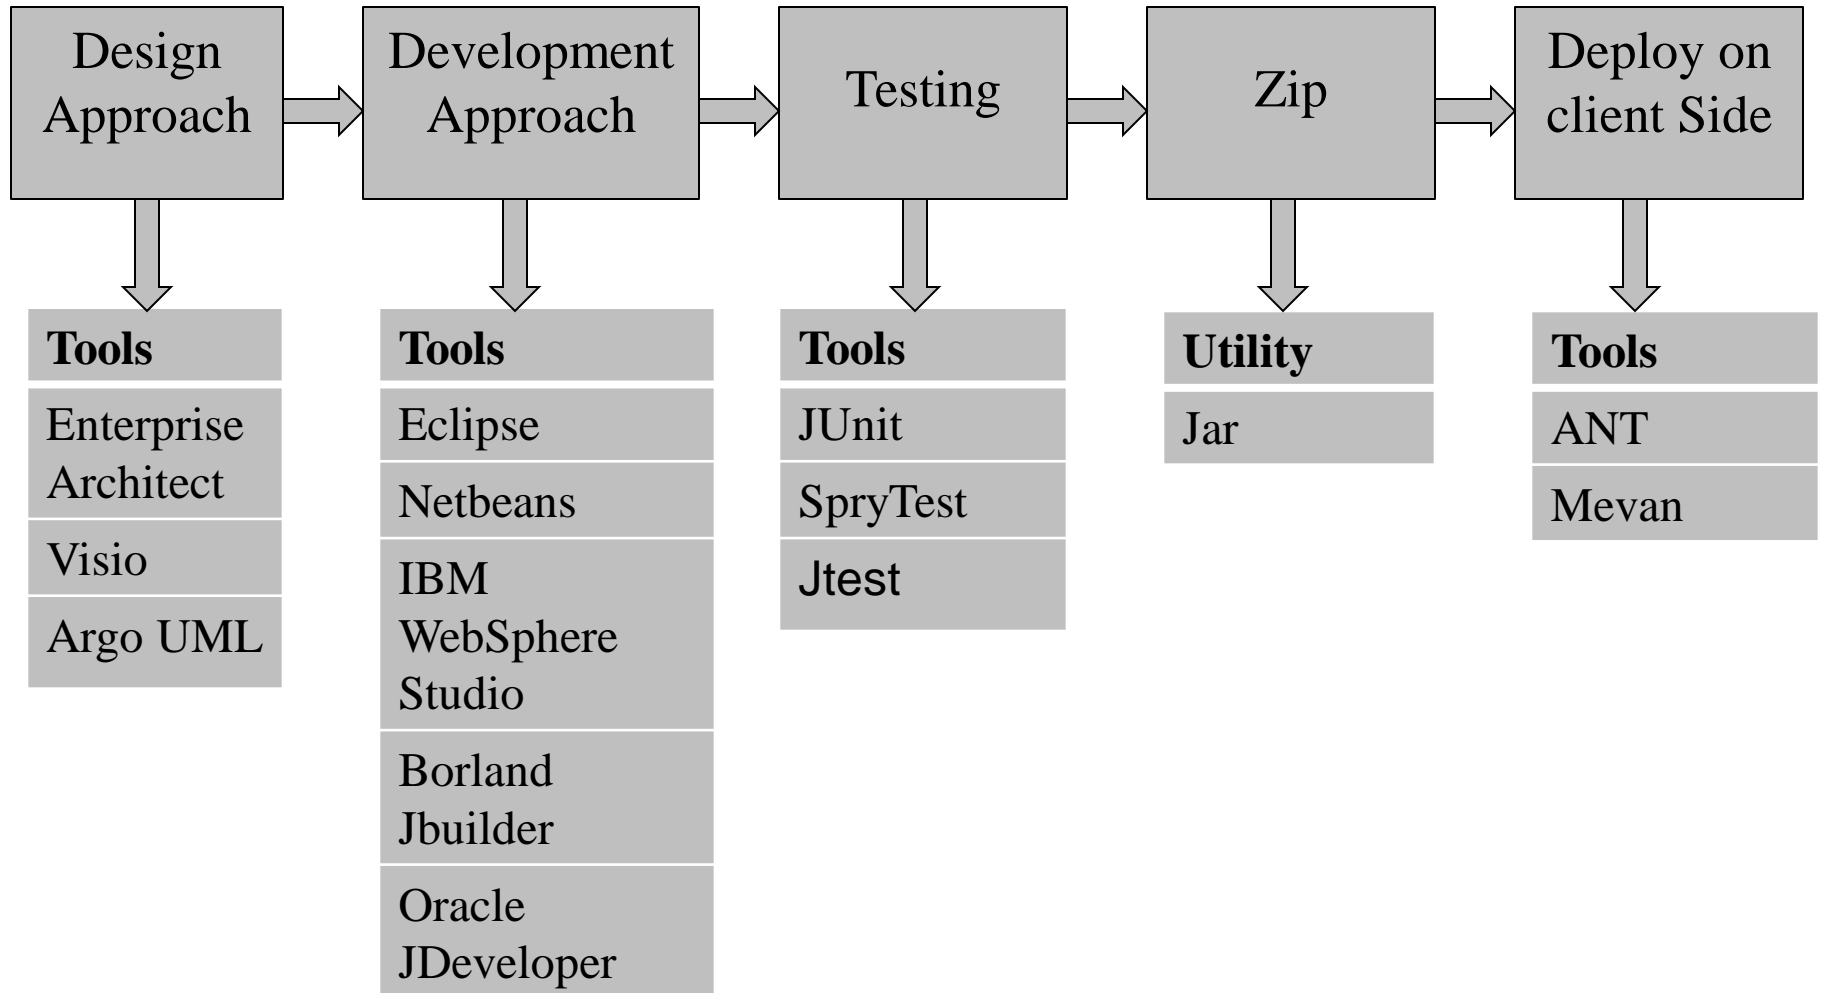 Design
Approach
Development
Approach
Testing
Zip
Deploy on
client Side
Tools
Enterprise
Architect
Visio
Argo UML
Tools
Eclipse
Netbeans
IBM
WebSphere
Studio
Borland
Jbuilder
Oracle
JDeveloper
Tools
JUnit
SpryTest
Jtest
Utility
Jar
Tools
ANT
Mevan